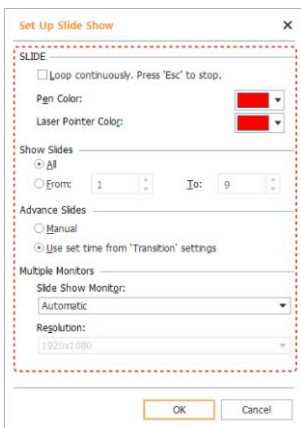 Set Up Slide Show
SLIDE
Loop continuously. Press 'Esc' to stop.
Pen Color:
Laser Pointer Color:
Show Slides
All
From: 1 To: 9
Advance Slides
Manual
Use set time from 'Transition' settings
Multiple Monitors
Slide Show Monitor:
Automatic
Resolution:
1920x1080
OK Cancel